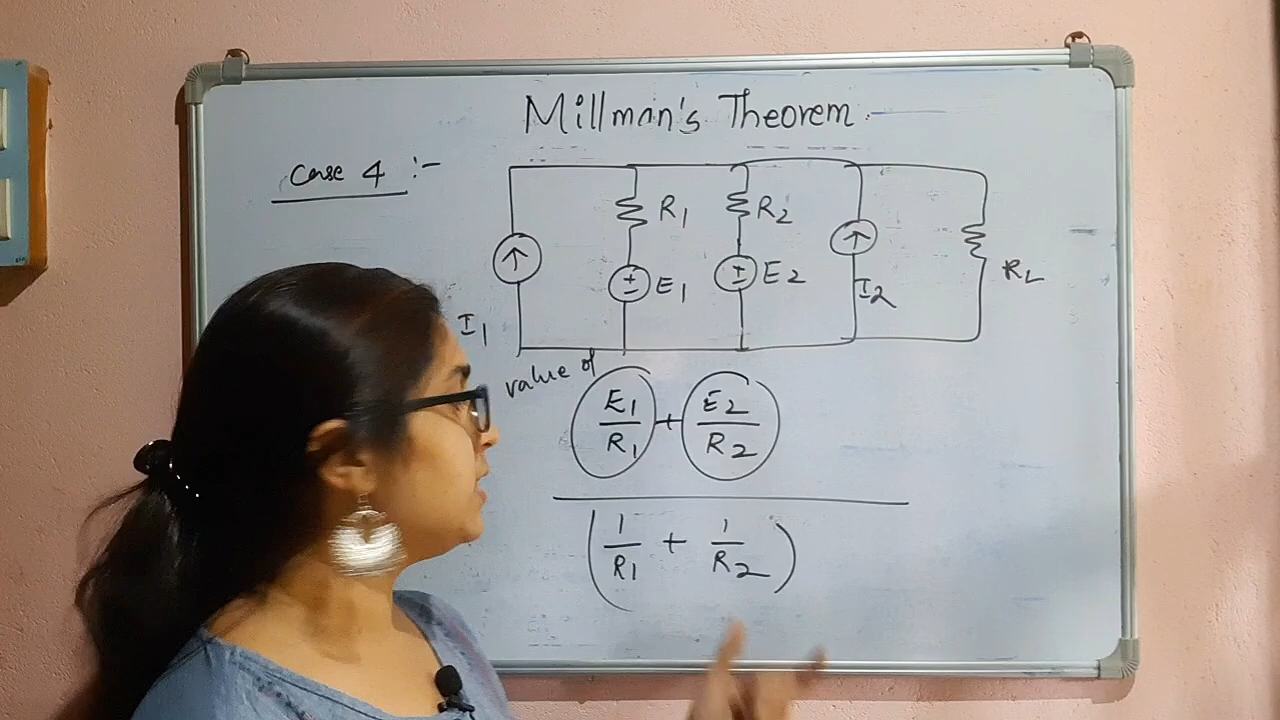 Millman's Theorem
Case 4 :-
R1
R2
E1
E2
I2
RL
I1
value of
E1/R1 + E2/R2
(1/R1 + 1/R2)